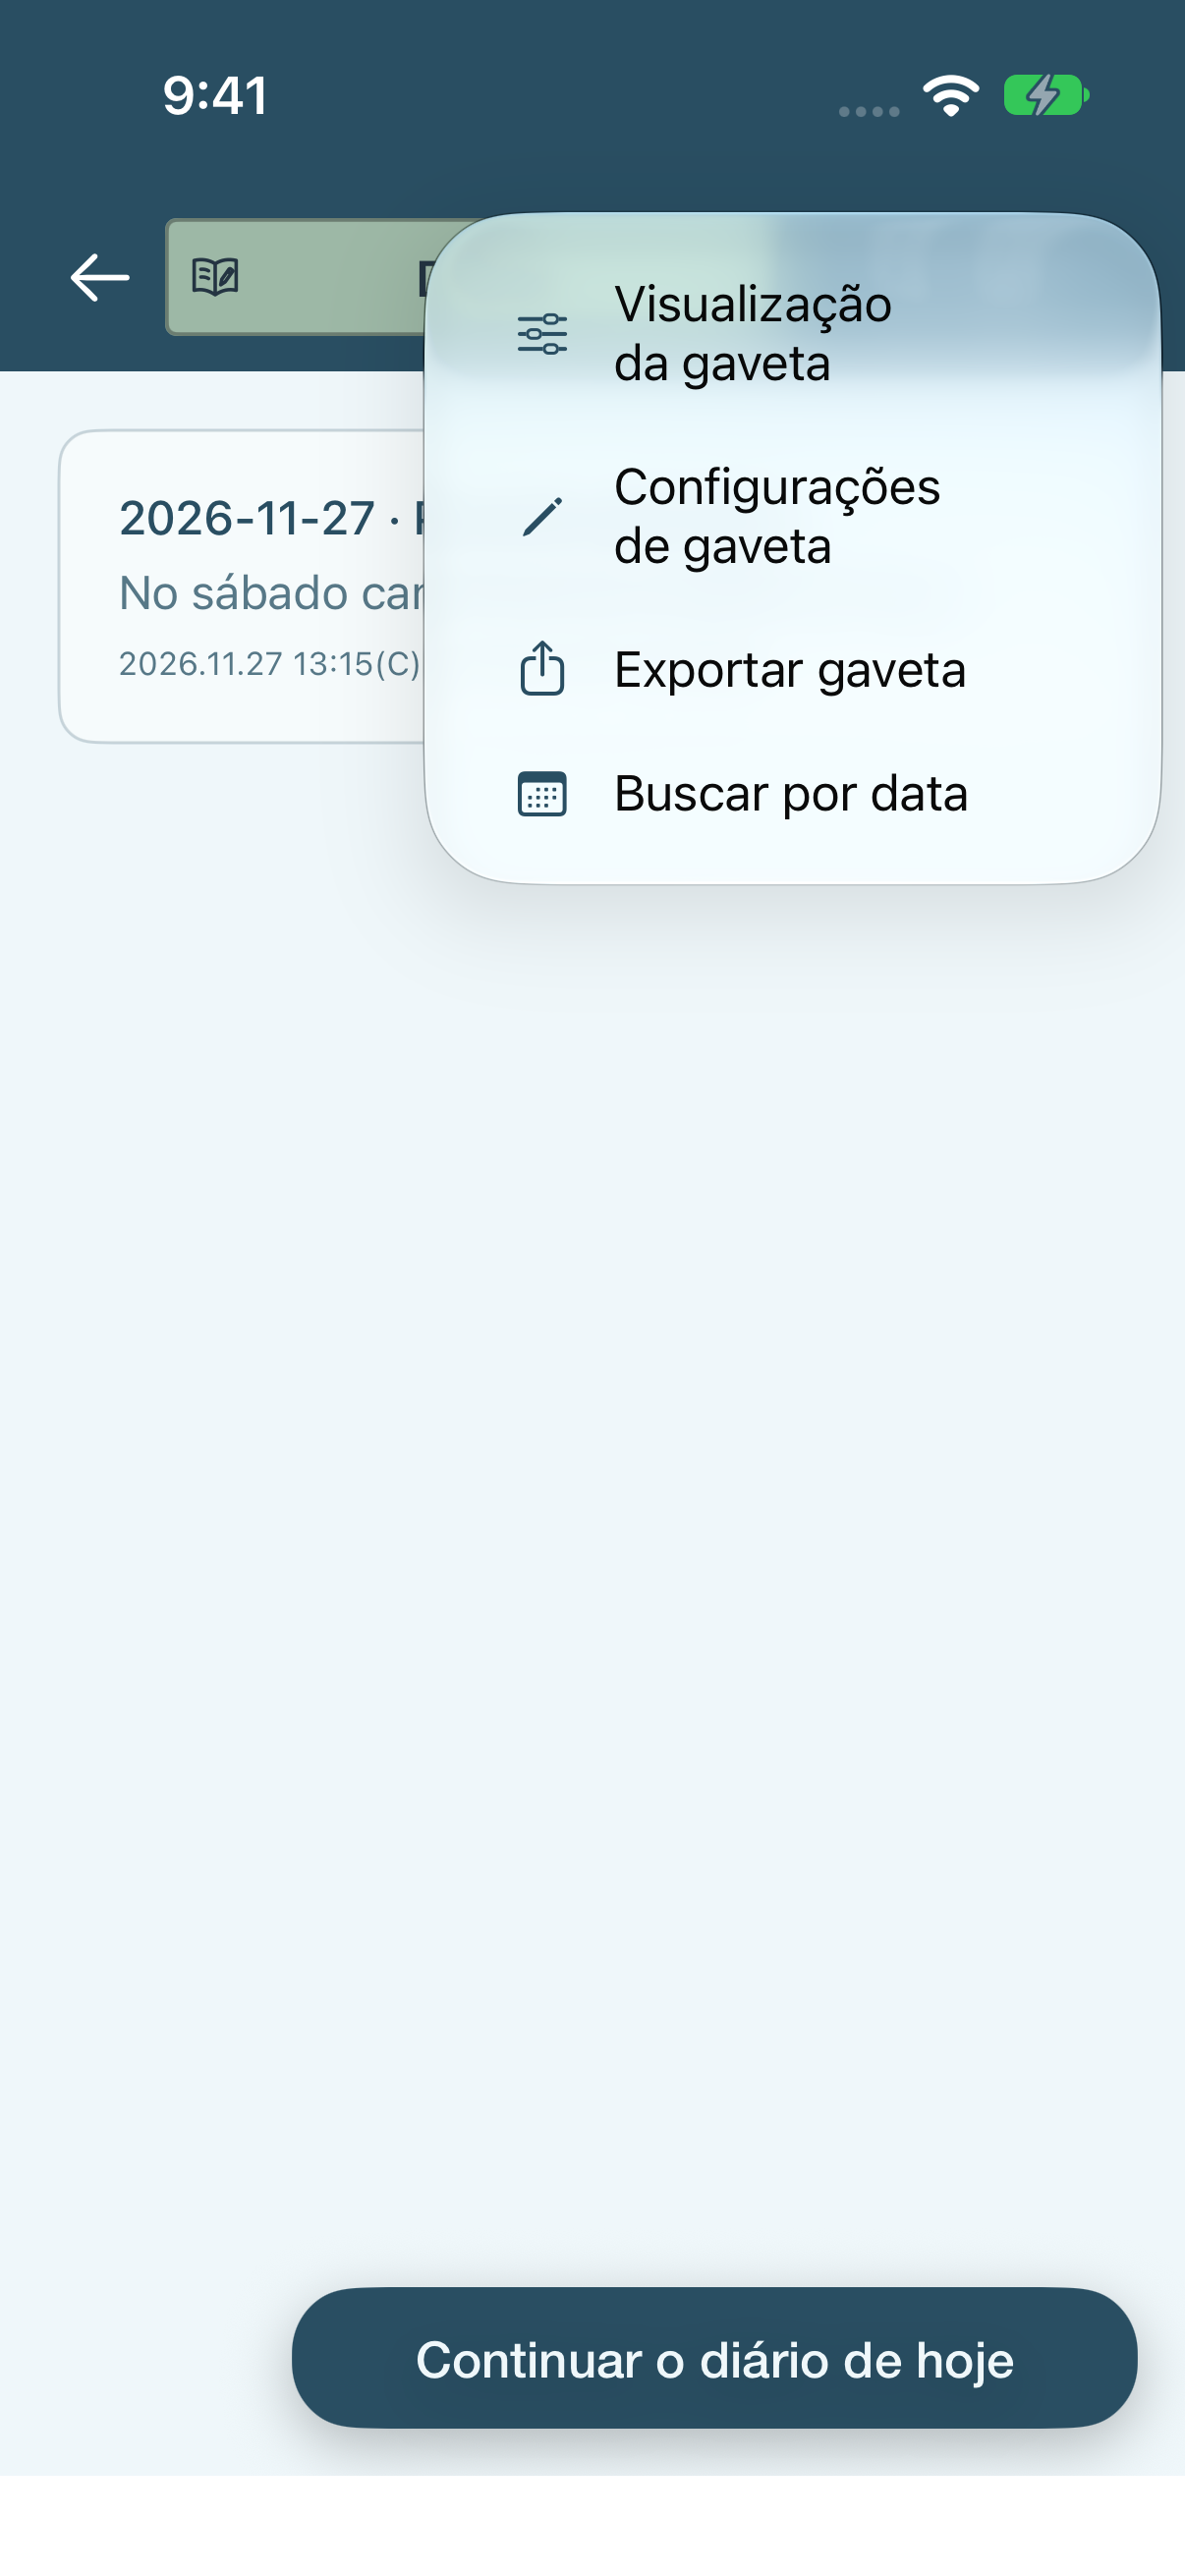 9:41
Visualização
da gaveta
Configurações
de gaveta
Exportar gaveta
Buscar por data
2026-11-27 ·
No sábado
2026.11.27 13:15(C)
Continuar o diário de hoje